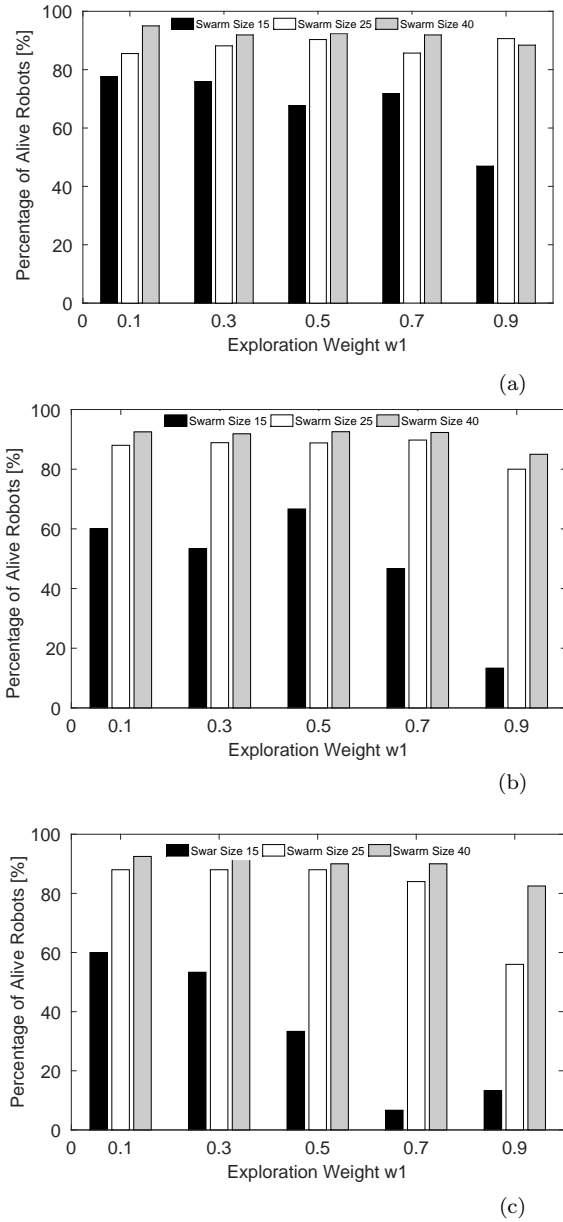 100
Swarm Size 15 Swarm Size 25 Swarm Size 40
80
60
40
20
0
Percentage of Alive Robots [%]
0 0.1 0.3 0.5 0.7 0.9
Exploration Weight w1
(a)
100
Swarm Size 15 Swarm Size 25 Swarm Size 40
80
60
40
20
0
Percentage of Alive Robots [%]
0 0.1 0.3 0.5 0.7 0.9
Exploration Weight w1
(b)
100
Swar Size 15 Swarm Size 25 Swarm Size 40
80
60
40
20
0
Percentage of Alive Robots [%]
0 0.1 0.3 0.5 0.7 0.9
Exploration Weight w1
(c)